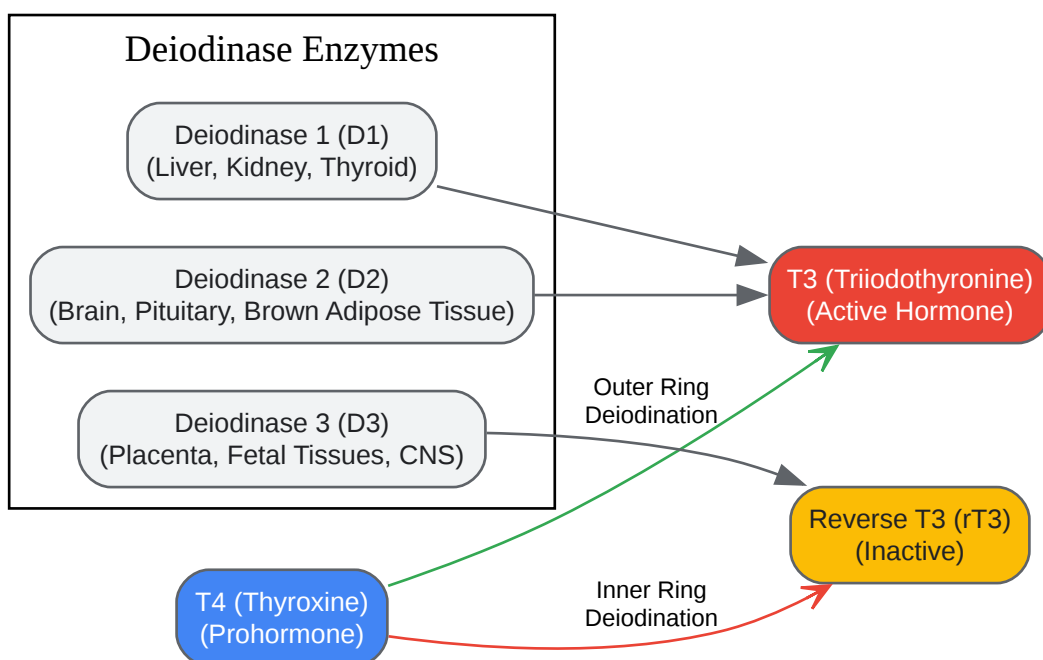 Deiodinase Enzymes
Deiodinase 1 (D1)
(Liver, Kidney, Thyroid)
Deiodinase 2 (D2)
(Brain, Pituitary, Brown Adipose Tissue)
T3 (Triiodothyronine)
(Active Hormone)
Outer Ring
Deiodination
Deiodinase 3 (D3)
(Placenta, Fetal Tissues, CNS)
Reverse T3 (rT3)
(Inactive)
Inner Ring
Deiodination
T4 (Thyroxine)
(Prohormone)